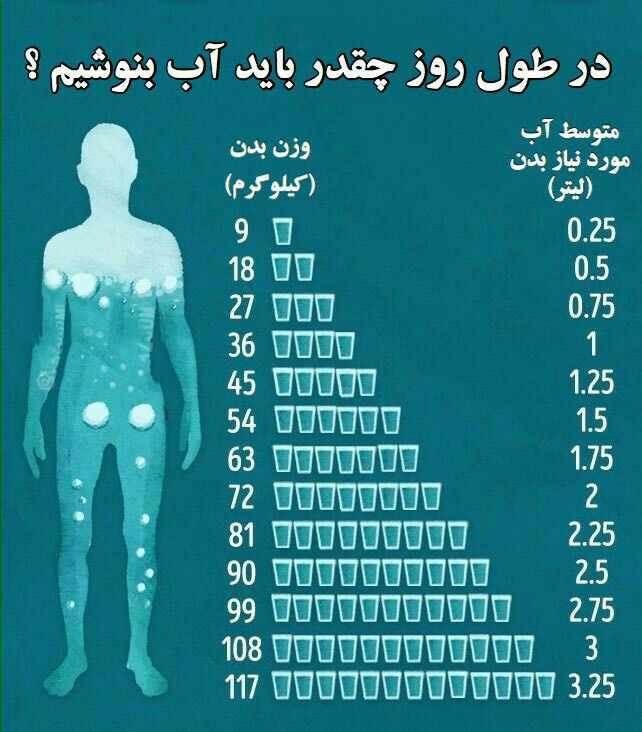 در طول روز چقدر باید آب بنوشیم ؟
متوسط آب
مورد نیاز بدن
(لیتر)
وزن بدن
(کیلوگرم)
9 0.25
18 0.5
27 0.75
36 1
45 1.25
54 1.5
63 1.75
72 2
81 2.25
90 2.5
99 2.75
108 3
117 3.25